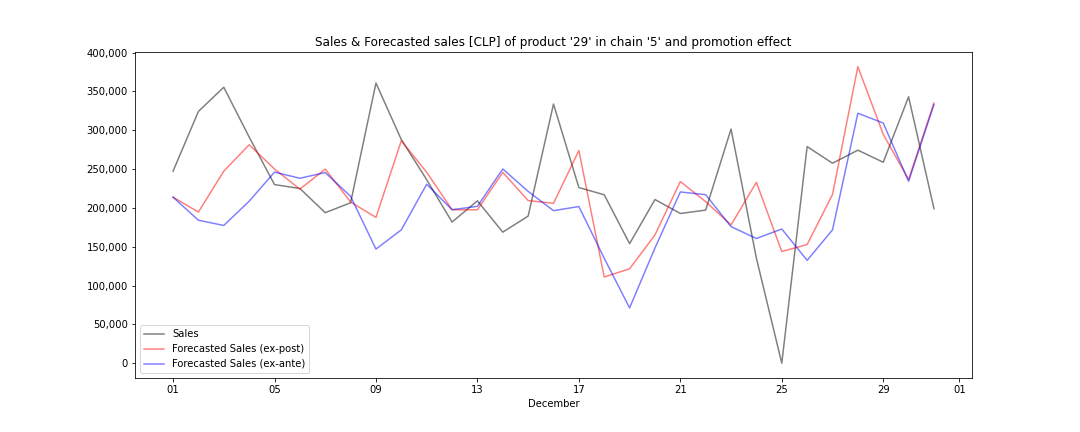 Sales & Forecasted sales [CLP] of product '29' in chain '5' and promotion effect
400,000
350,000
300,000
250,000
200,000
150,000
100,000
50,000
0
Sales
Forecasted Sales (ex-post)
Forecasted Sales (ex-ante)
01 05 09 13 17 21 25 29 01
December